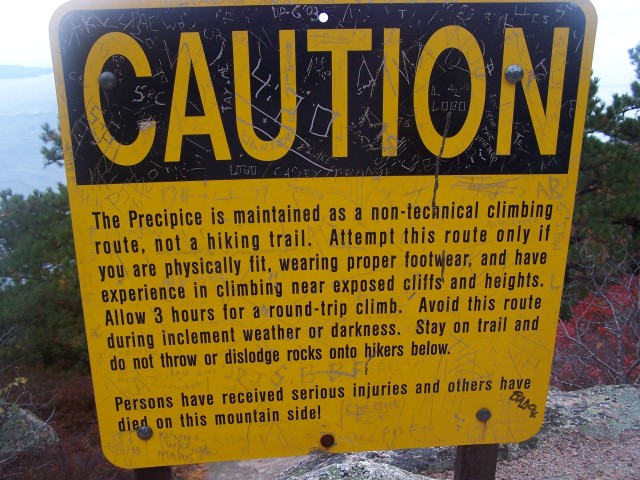 CAUTION
The Precipice is maintained as a non-technical climbing
route, not a hiking trail. Attempt this route only if
you are physically fit, wearing proper footwear, and have
experience in climbing near exposed cliffs and heights.
Allow 3 hours for a round-trip climb. Avoid this route
during inclement weather or darkness. Stay on trail and
do not throw or dislodge rocks onto hikers below.
Persons have received serious injuries and others have
died on this mountain side!